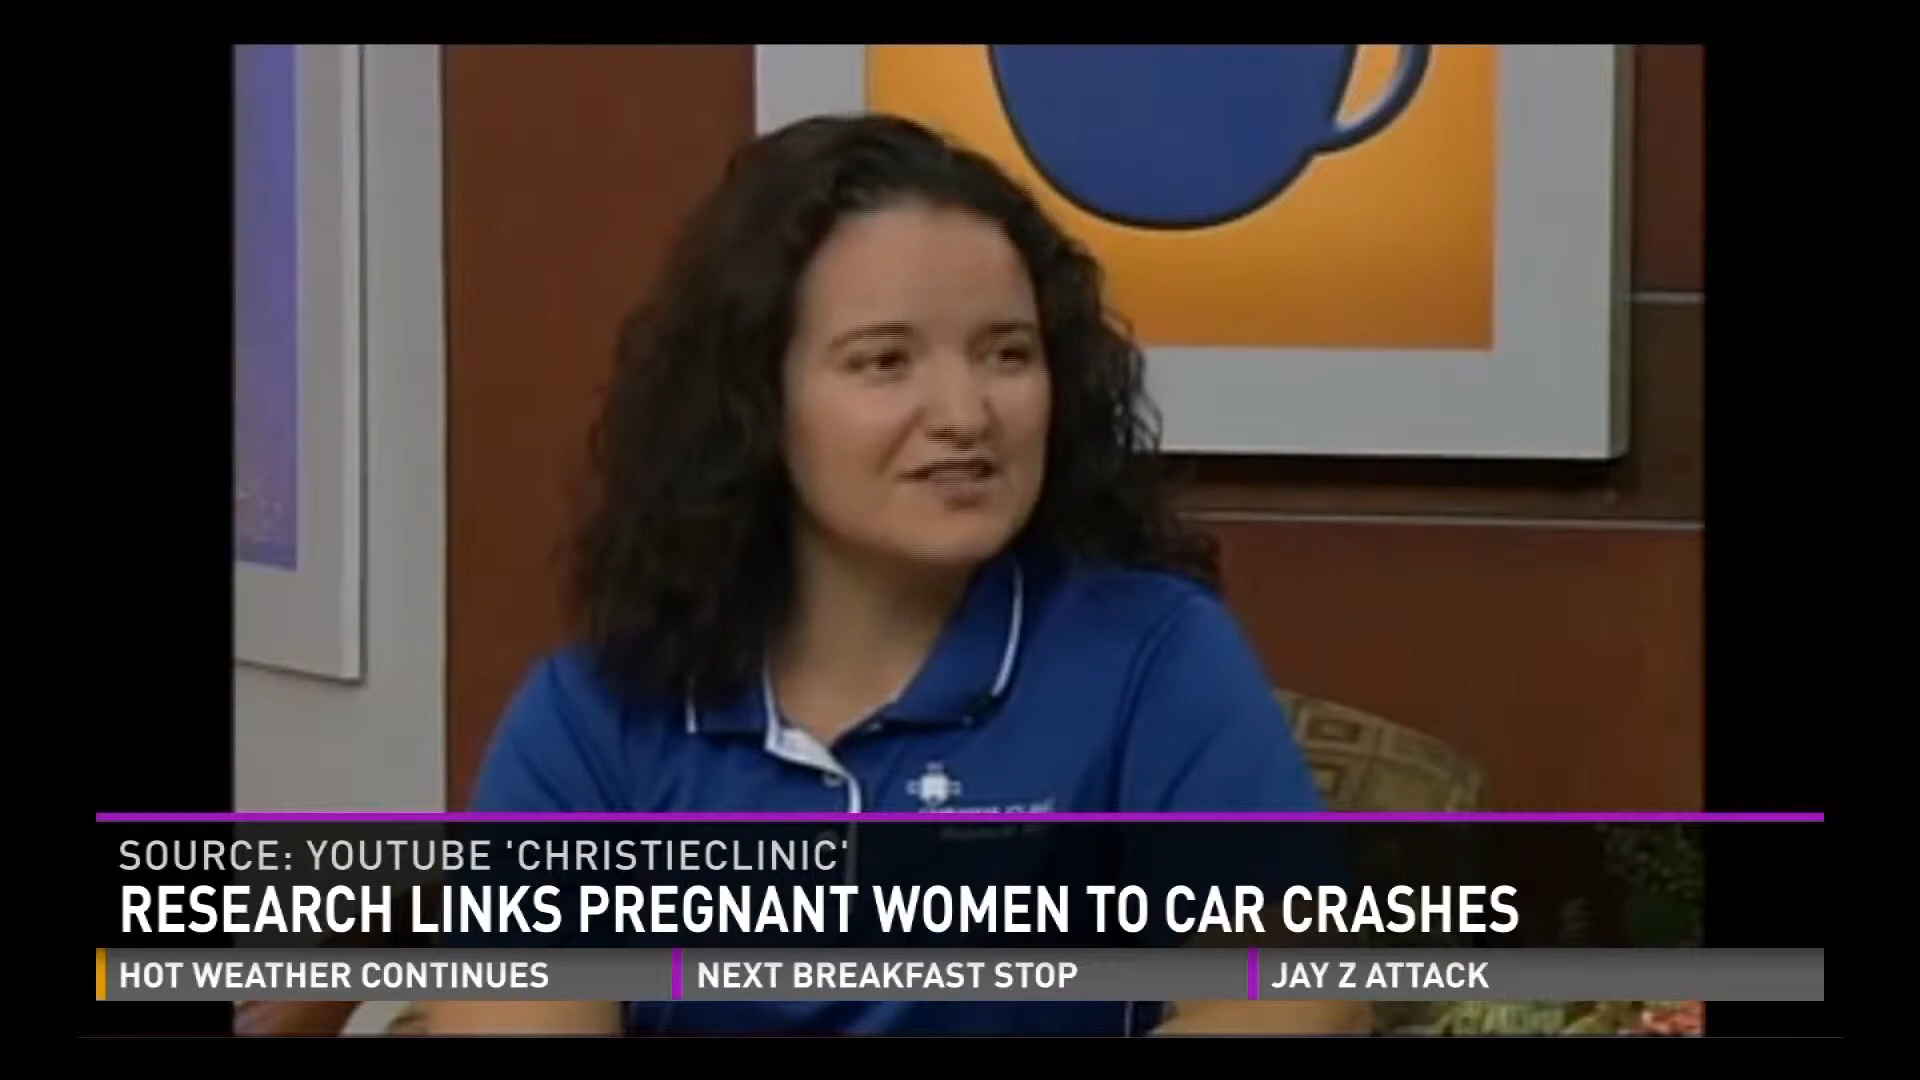 SOURCE: YOUTUBE 'CHRISTIECLINIC'
RESEARCH LINKS PREGNANT WOMEN TO CAR CRASHES
HOT WEATHER CONTINUES
NEXT BREAKFAST STOP
JAY Z ATTACK